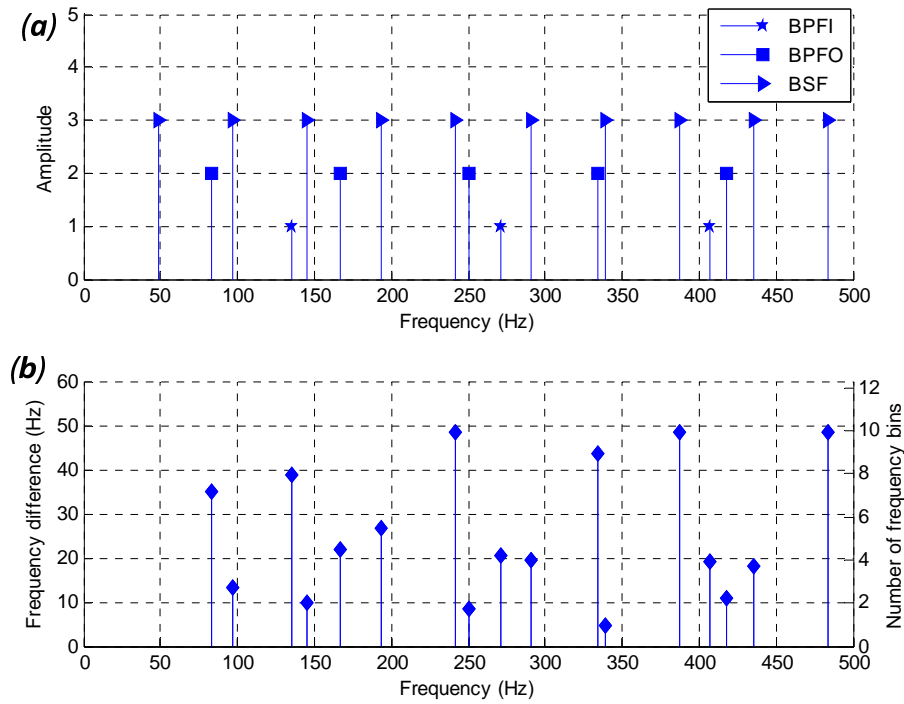 (a)
BPFI
BPFO
BSF
5
4
3
2
1
0
Amplitude
0 50 100 150 200 250 300 350 400 450 500
Frequency (Hz)
(b)
60
50
40
30
20
10
0
Frequency difference (Hz)
12
10
8
6
4
2
0
Number of frequency bins
0 50 100 150 200 250 300 350 400 450 500
Frequency (Hz)